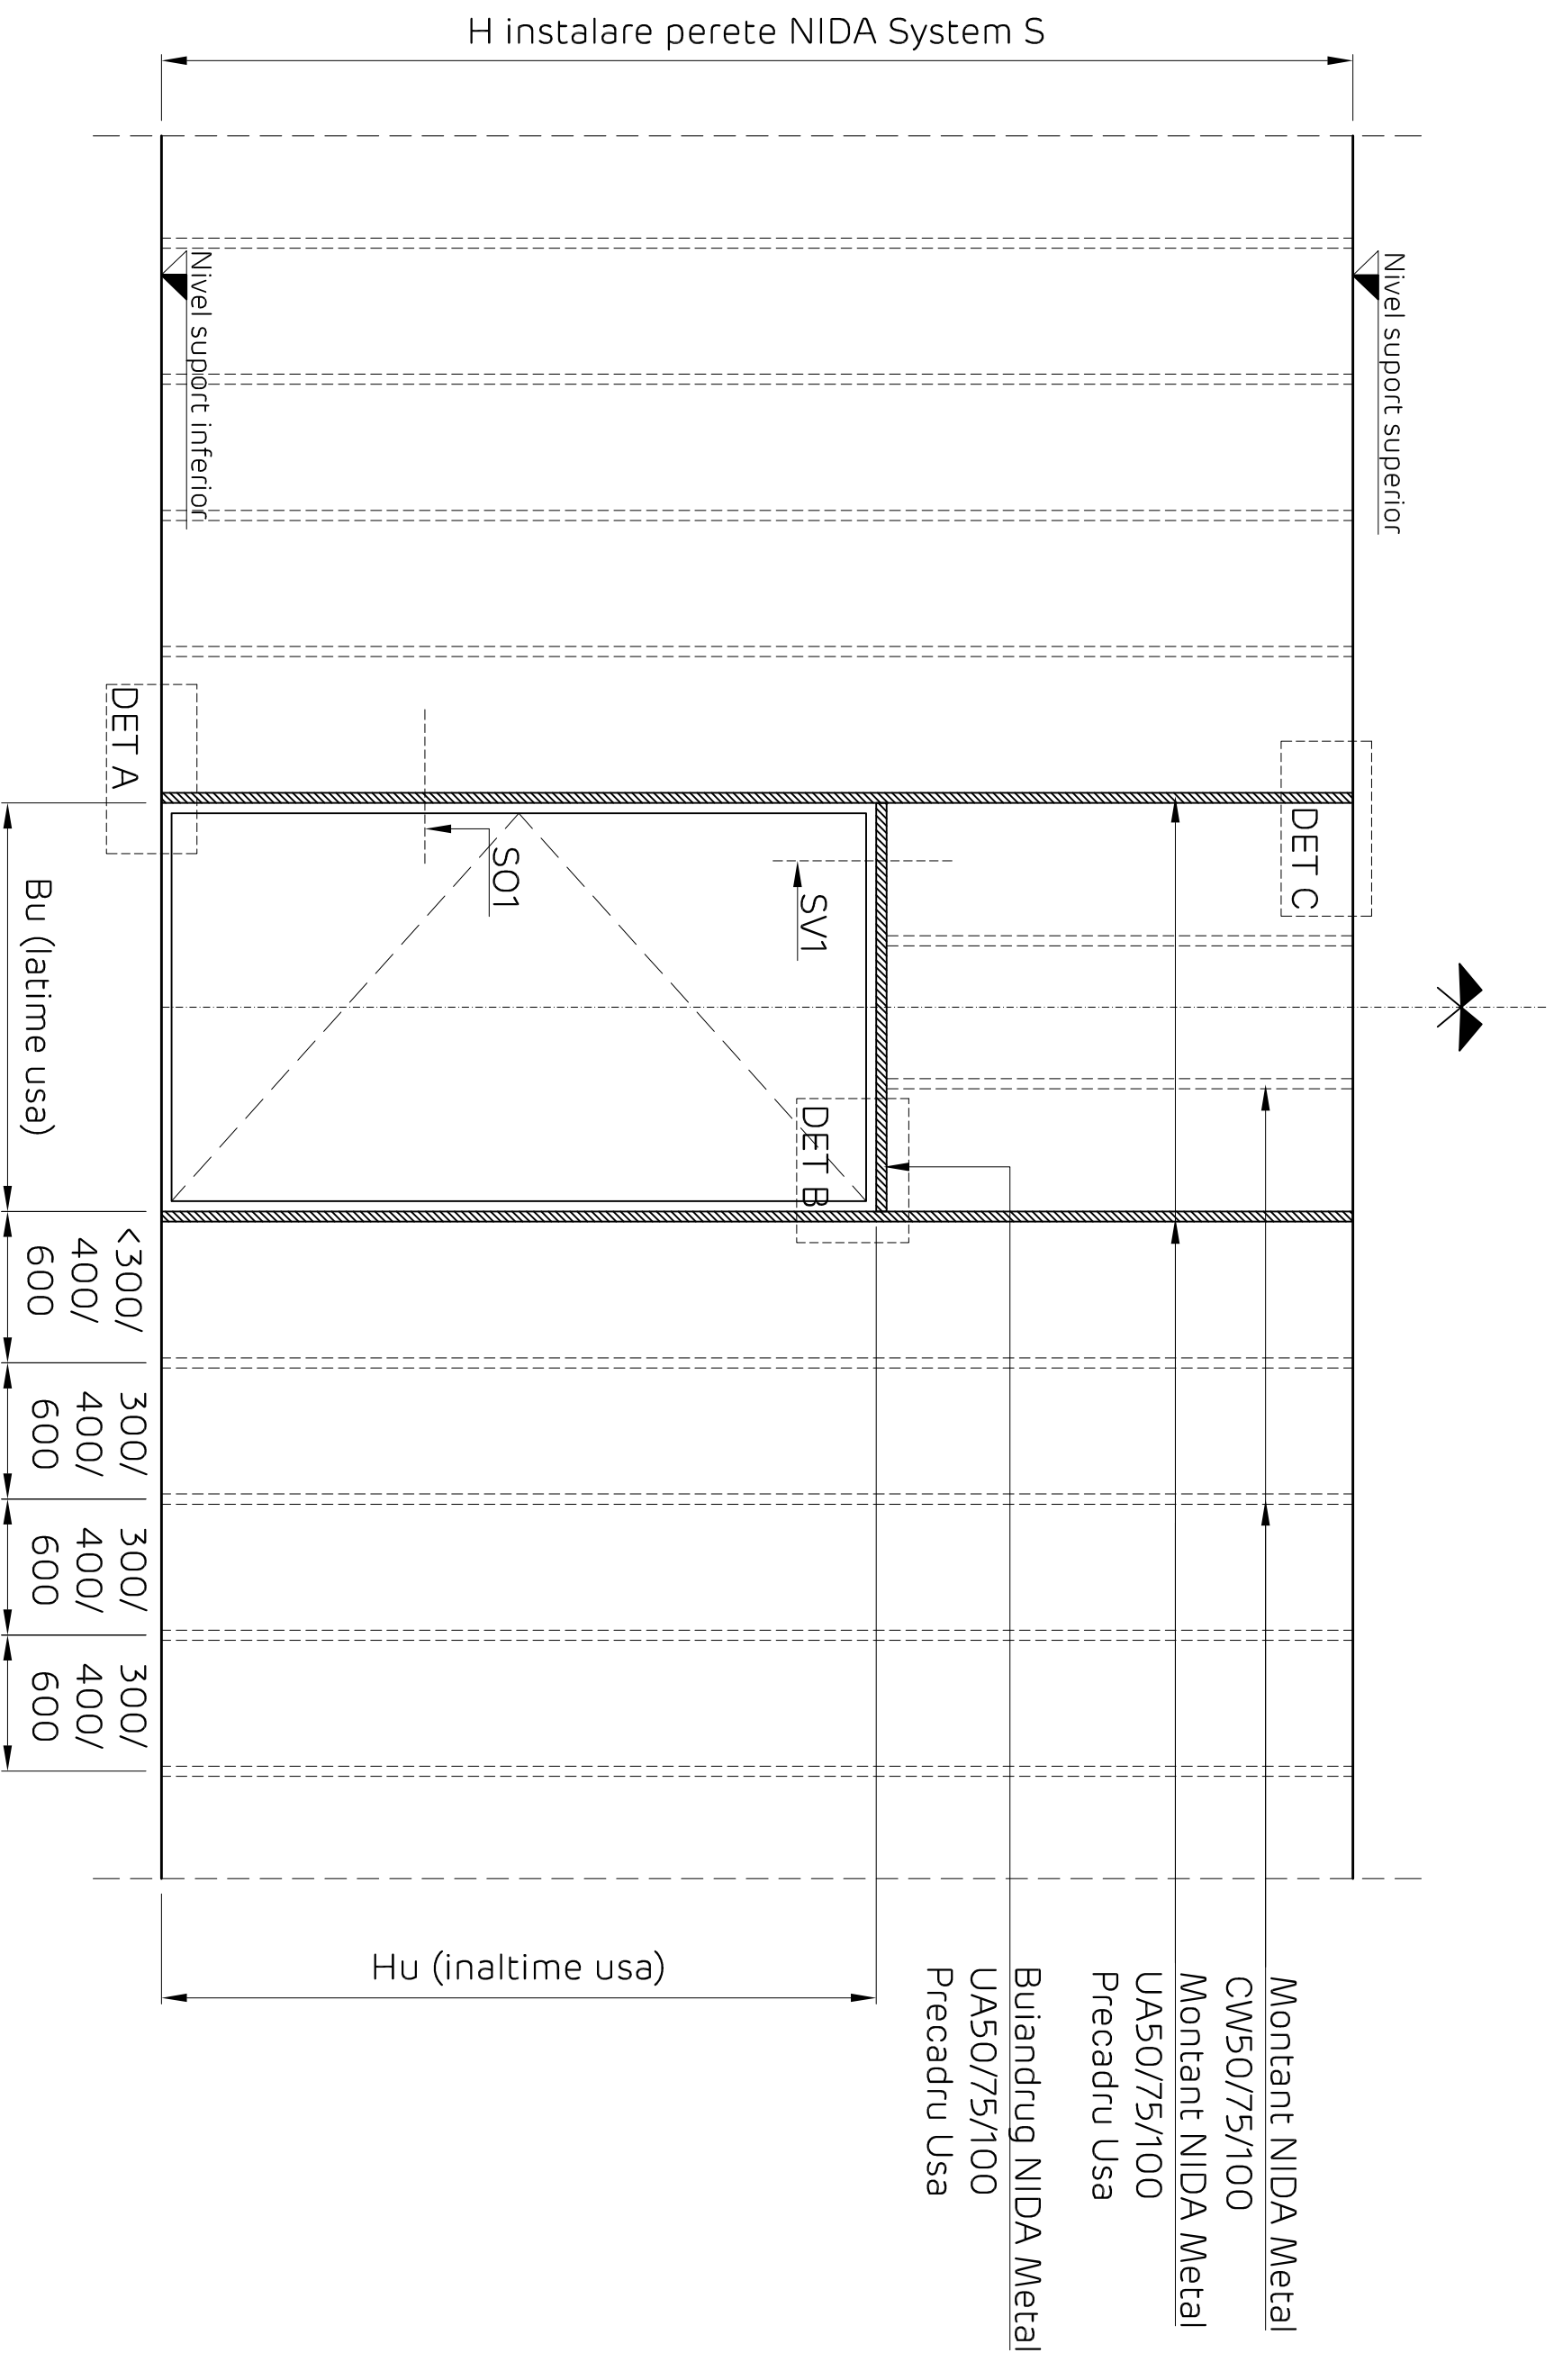 H instalare perete NIDA System S
Nivel suport superior
Nivel suport inferior
DET C
DET A
SO1
SV1
DET B
Bu (latime usa)
<300/
400/
600
300/
400/
600
300/
400/
600
300/
400/
600
Hu (inaltime usa)
Montant NIDA Metal
CW50/75/100
Montant NIDA Metal
UA50/75/100
Precadru Usa
Buiandrug NIDA Metal
UA50/75/100
Precadru Usa